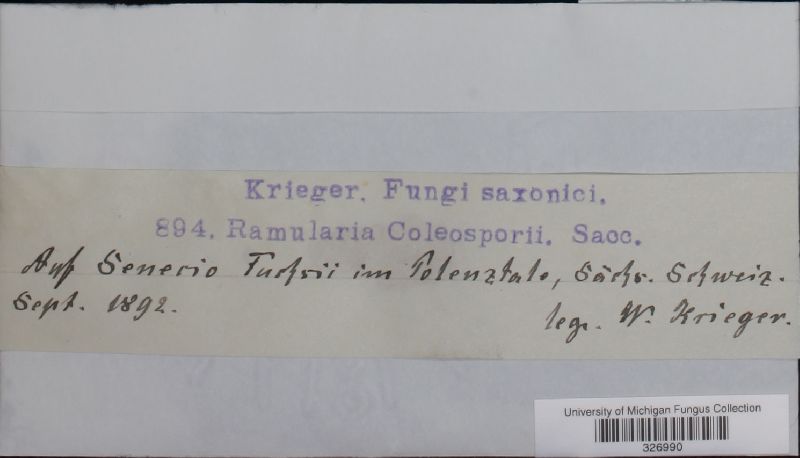 Krieger, Fungi saxonici.
894. Ramularia Coleosporii. Sacc.
Auf Senecio Fuchsii im Polenztale, Sächs. Schweiz.
Sept. 1892.
leg. W. Krieger.
University of Michigan Fungus Collection
326990